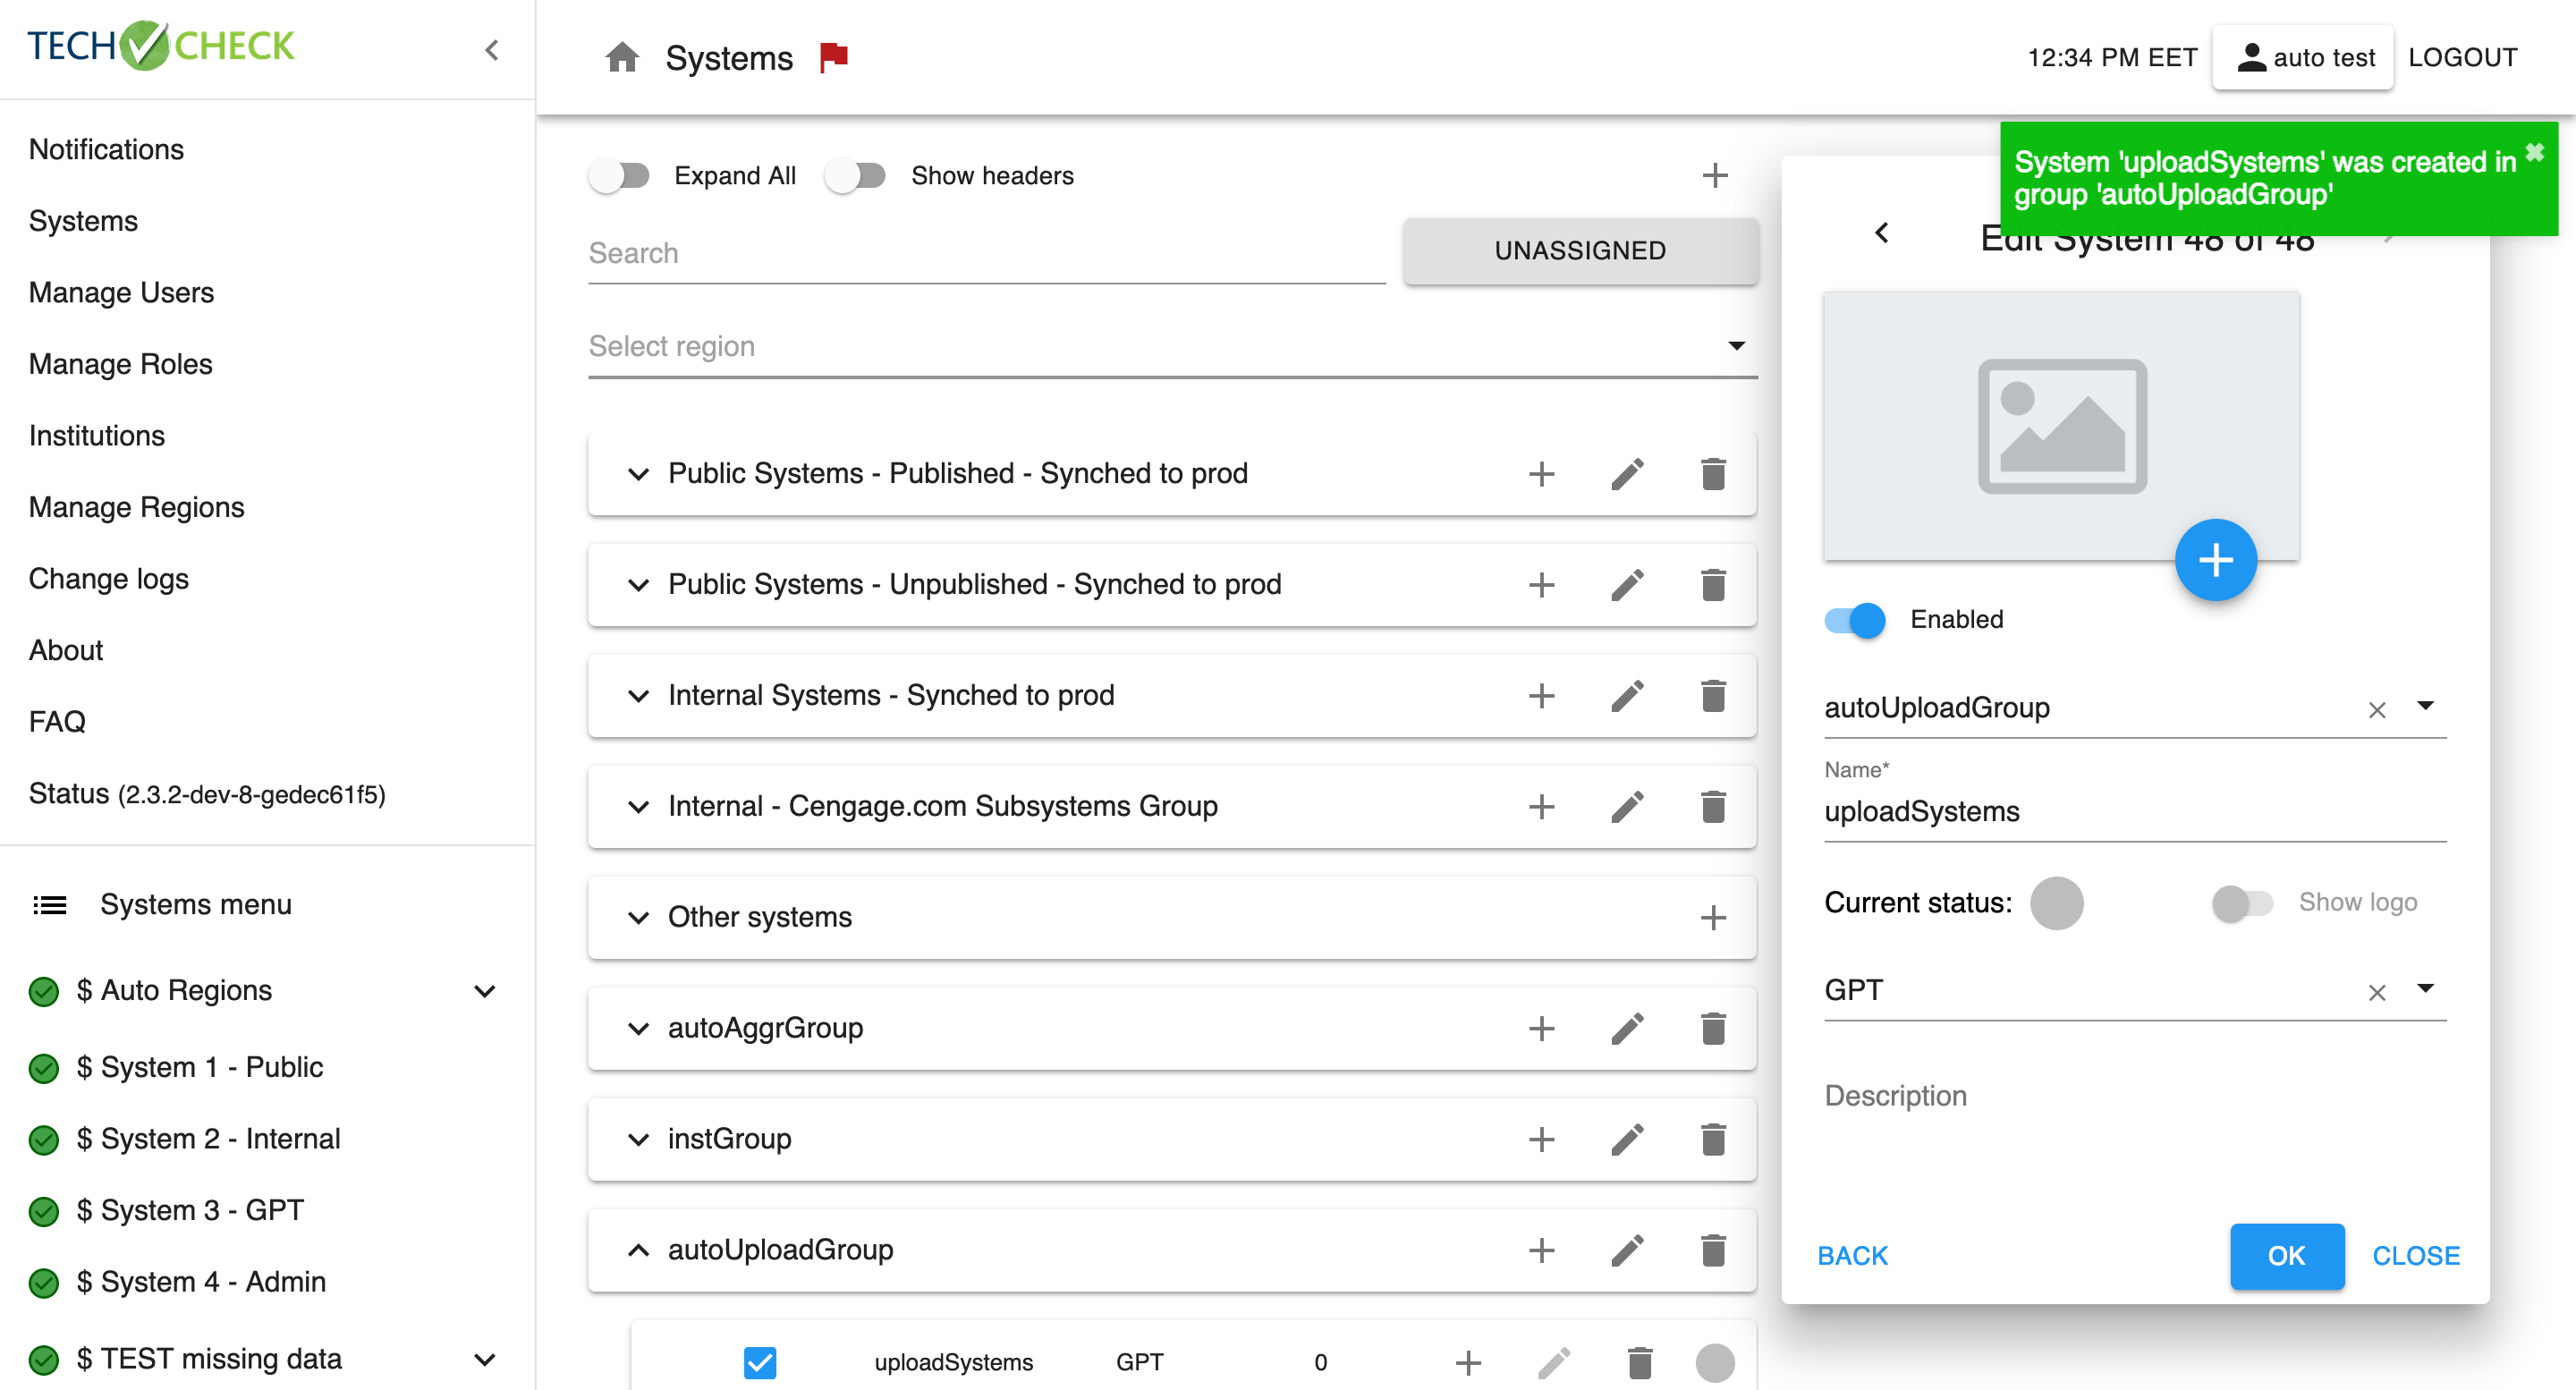 TECH CHECK
Notifications
Systems
Manage Users
Manage Roles
Institutions
Manage Regions
Change logs
About
FAQ
Status (2.3.2-dev-8-gedec61f5)
Systems menu
$ Auto Regions
$ System 1 - Public
$ System 2 - Internal
$ System 3 - GPT
$ System 4 - Admin
$ TEST missing data
Systems
12:34 PM EET
auto test
LOGOUT
Expand All
Show headers
Search
UNASSIGNED
Select region
Public Systems - Published - Synched to prod
Public Systems - Unpublished - Synched to prod
Internal Systems - Synched to prod
Internal - Cengage.com Subsystems Group
Other systems
autoAggrGroup
instGroup
autoUploadGroup
uploadSystems GPT 0
System 'uploadSystems' was created in
group 'autoUploadGroup'
Edit System 48 of 48
Enabled
autoUploadGroup
Name*
uploadSystems
Current status:
Show logo
GPT
Description
BACK
OK
CLOSE